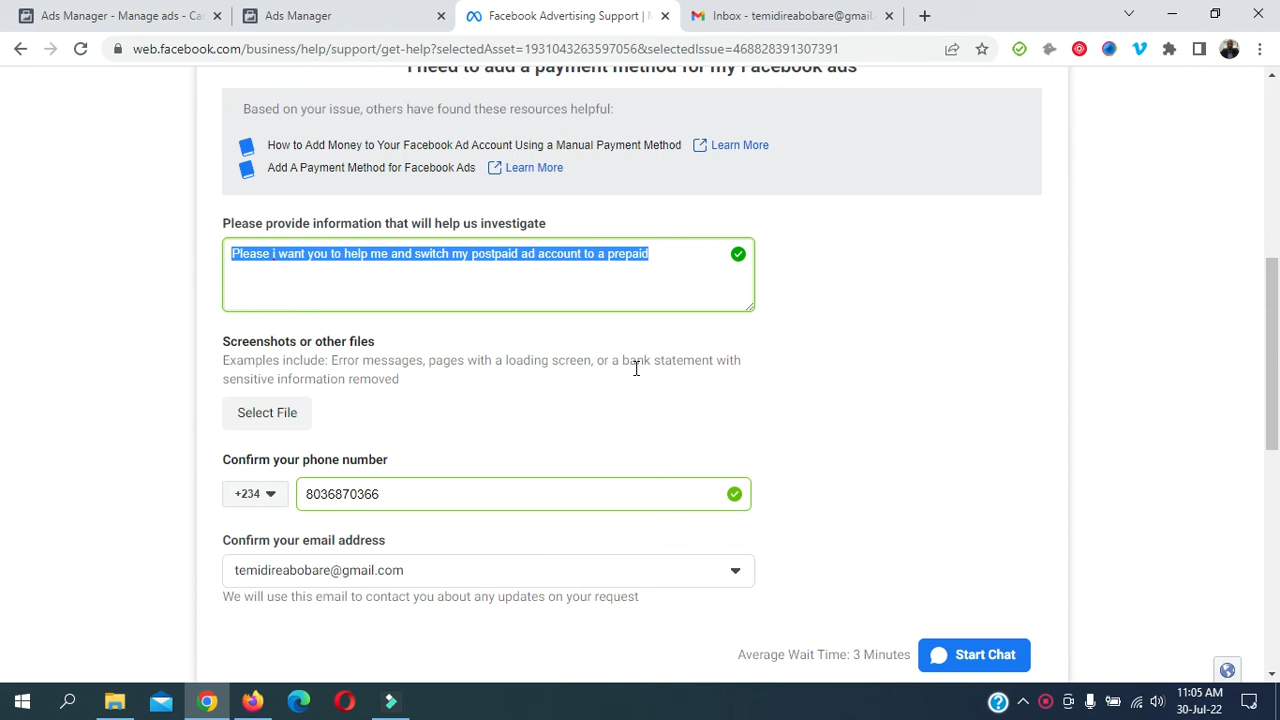 Ads Manager - Manage ads - Ca
Ads Manager
Facebook Advertising Support | M
Inbox - temidireabobare@gmail.
web.facebook.com/business/help/support/get-help?selectedAsset=1931043263597056&selectedIssue=468828391307391
I need to add a payment method for my Facebook ads
Based on your issue, others have found these resources helpful:
How to Add Money to Your Facebook Ad Account Using a Manual Payment Method Learn More
Add A Payment Method for Facebook Ads Learn More
Please provide information that will help us investigate
Please i want you to help me and switch my postpaid ad account to a prepaid
Screenshots or other files
Examples include: Error messages, pages with a loading screen, or a bank statement with
sensitive information removed
Select File
Confirm your phone number
+234 8036870366
Confirm your email address
temidireabobare@gmail.com
We will use this email to contact you about any updates on your request
Average Wait Time: 3 Minutes Start Chat
11:05 AM
30-Jul-22